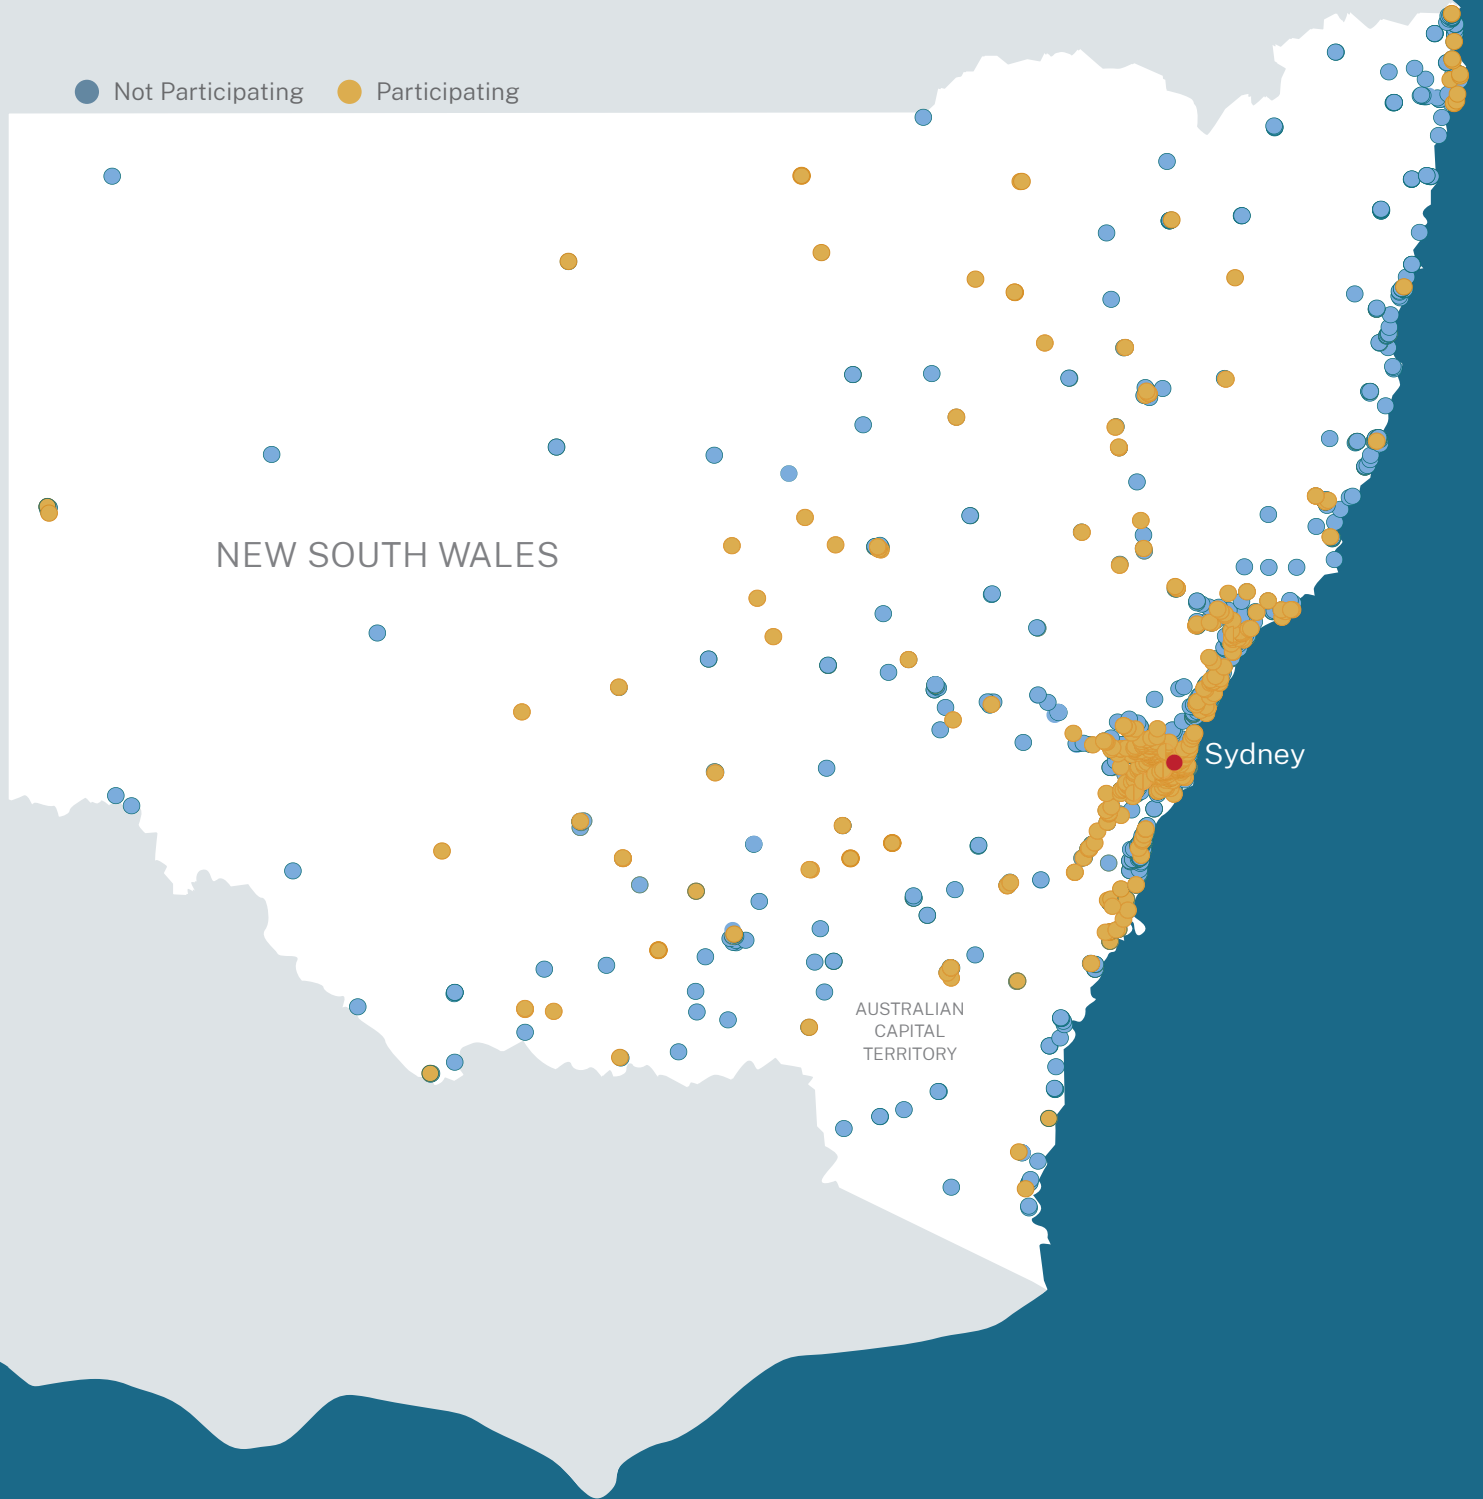 Not Participating
Participating
NEW SOUTH WALES
Sydney
AUSTRALIAN
CAPITAL
TERRITORY